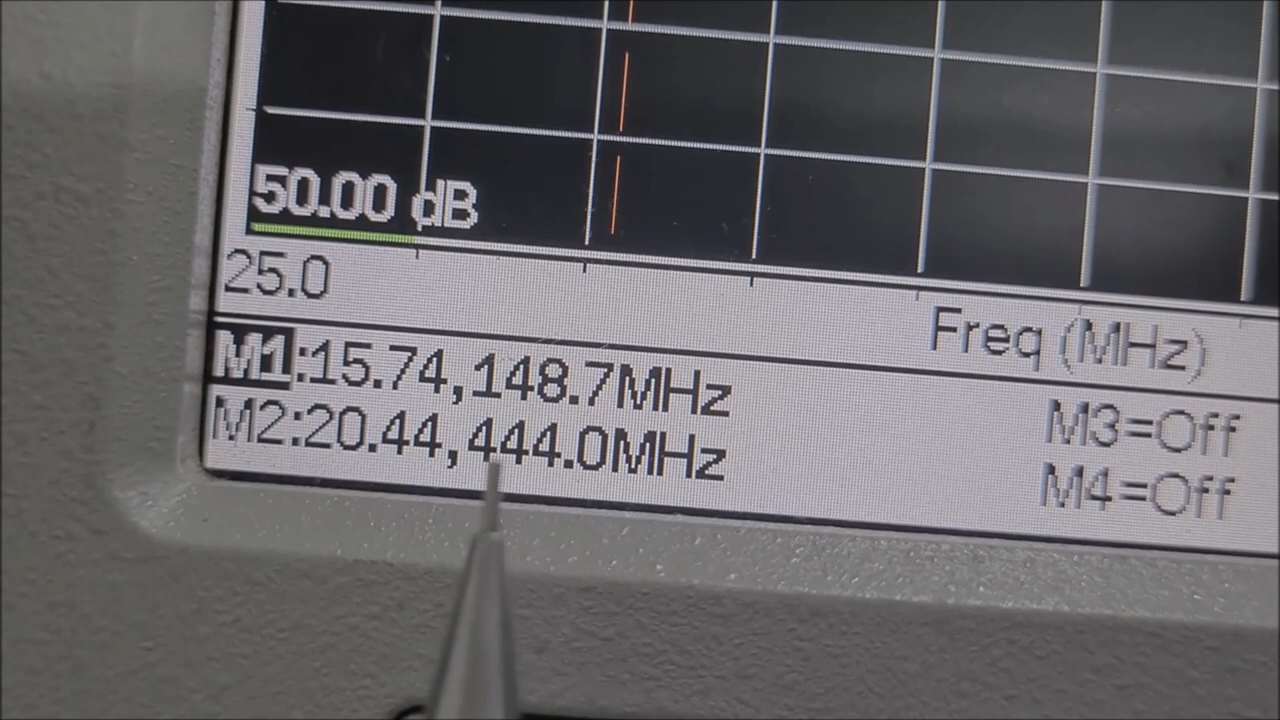 50.00 dB
25.0
Freq (MHz)
M1:15.74,148.7MHz
M2:20.44,444.0MHz
M3=Off
M4=Off